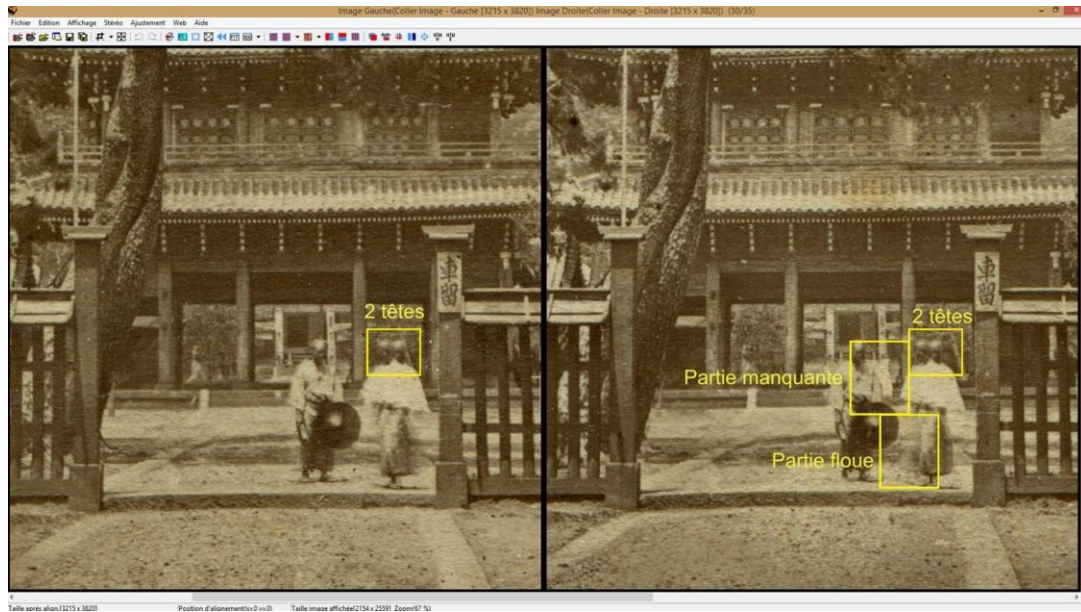 Image Gauche(Coller Image - Gauche [3215 x 3820]) Image Droite(Coller Image - Droite [3215 x 3820]) (30/35)
Fichier Edition Affichage Stéréo Ajustement Web Aide
車留
車留
2 têtes
2 têtes
Partie manquante
Partie floue
Taille après align.(3215 x 3820) Position d'alignement(x=0 y=0) Taille image affichée(2154 x 2559) Zoom(67 %)